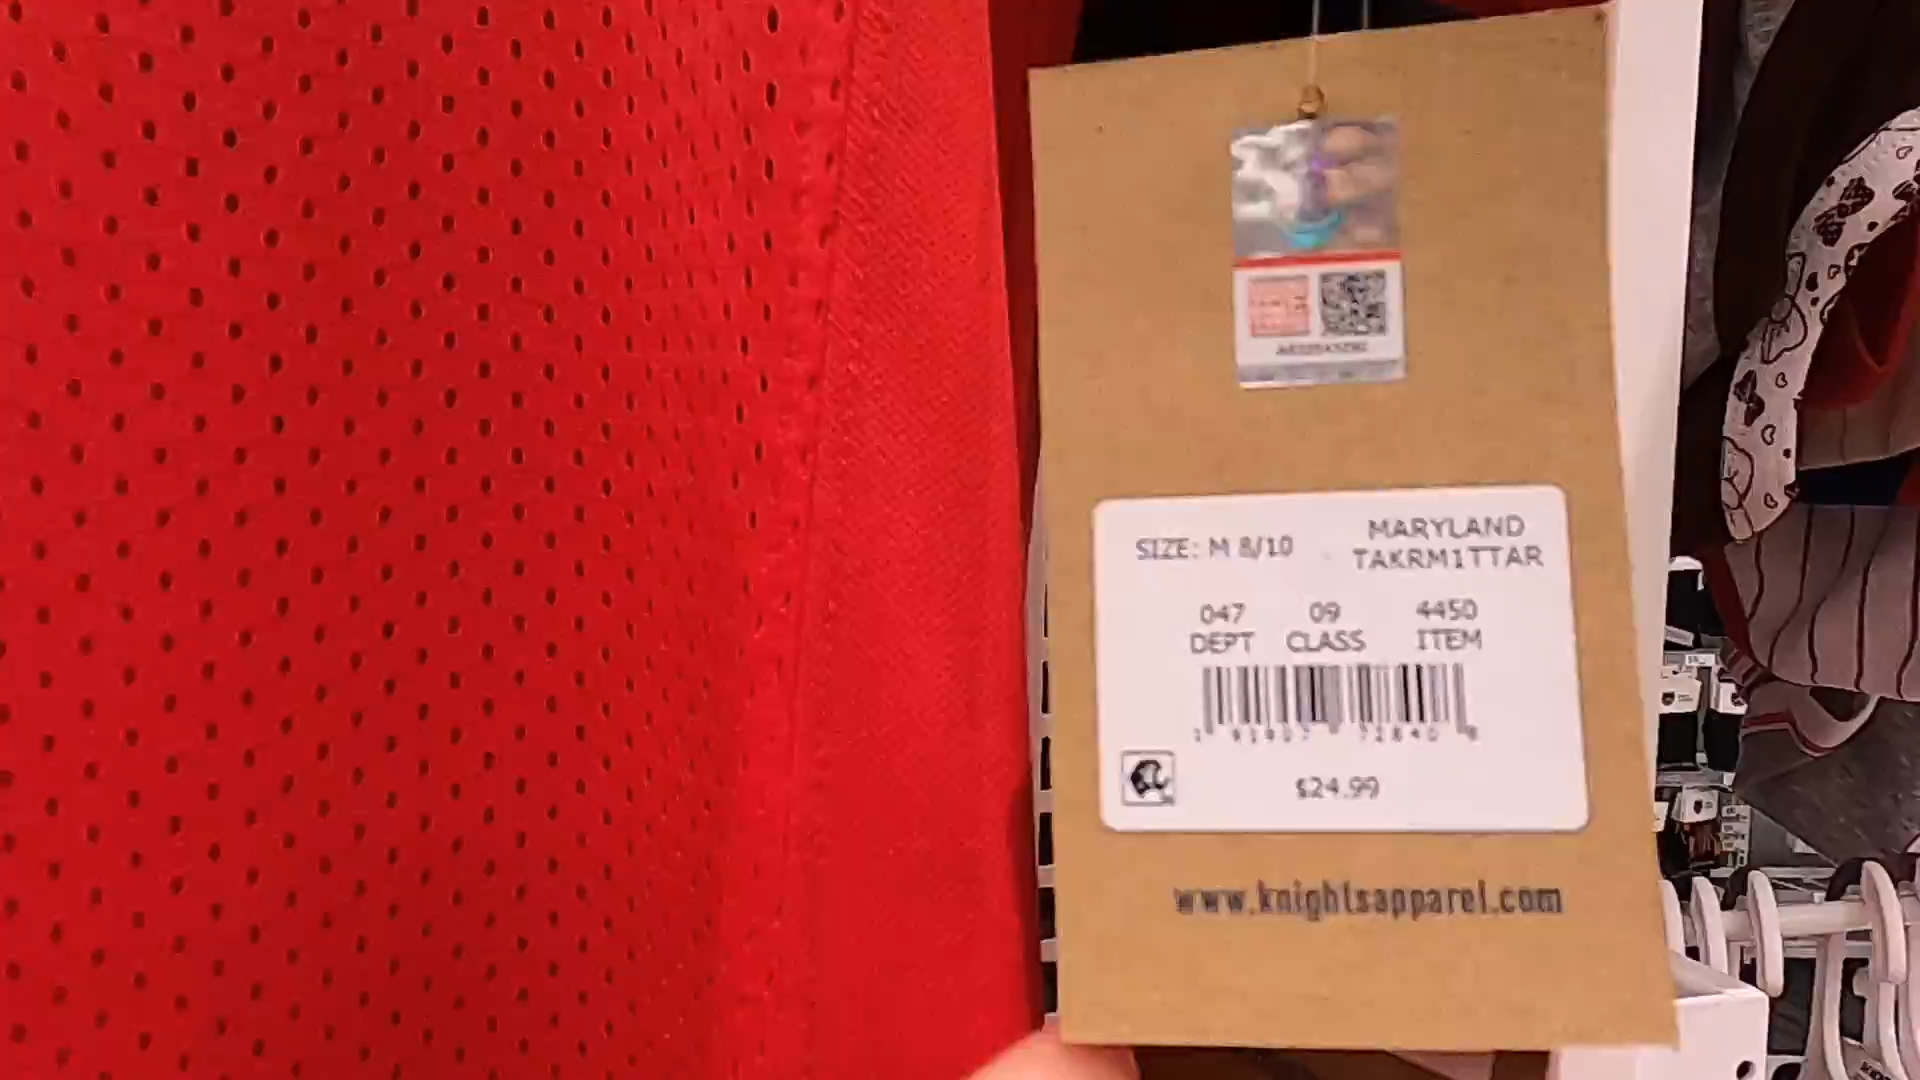 SIZE: M 8/10
MARYLAND
TAKRM1TTAR
047 09 4450
DEPT CLASS ITEM
$24.99
www.knightsapparel.com